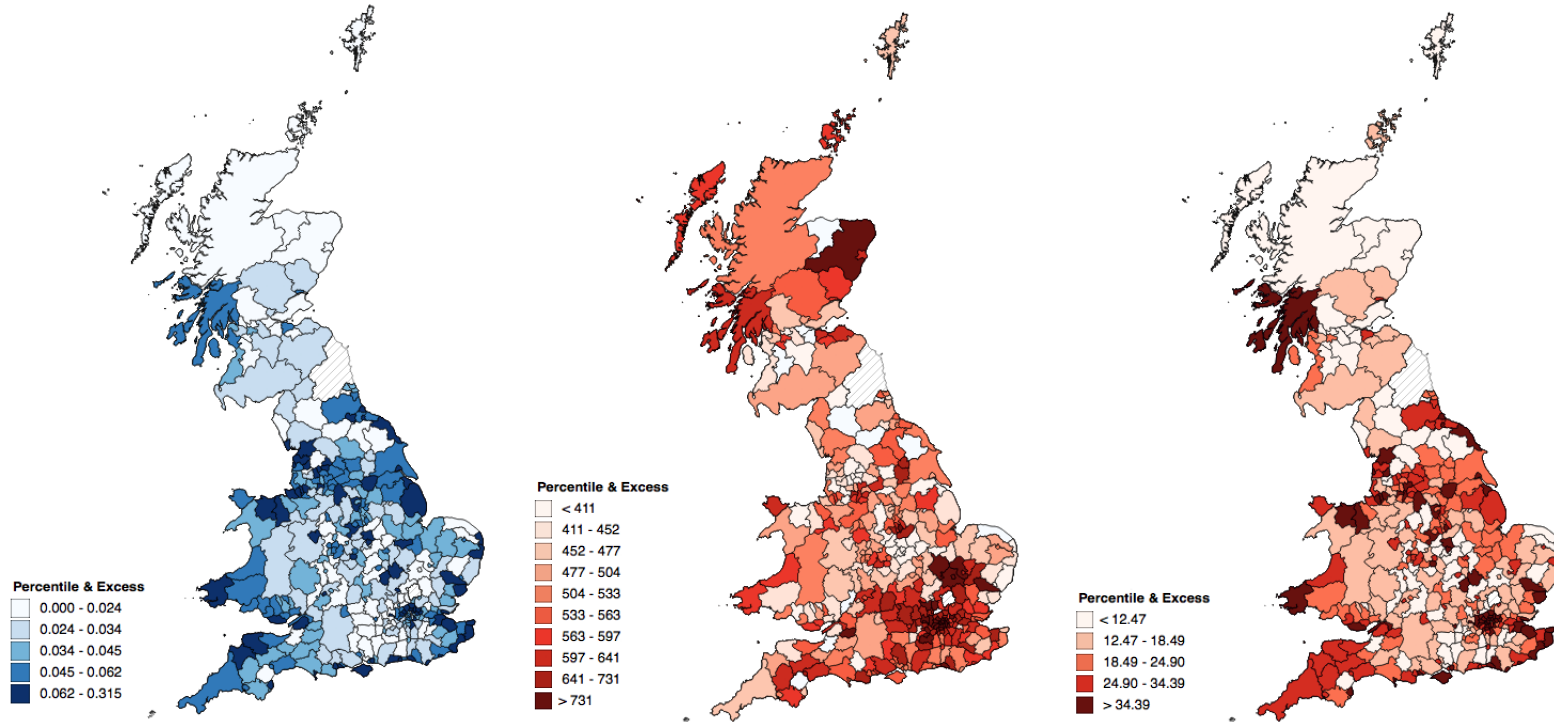 Percentile & Excess
0.000 - 0.024
0.024 - 0.034
0.034 - 0.045
0.045 - 0.062
0.062 - 0.315
Percentile & Excess
< 411
411 - 452
452 - 477
477 - 504
504 - 533
533 - 563
563 - 597
597 - 641
641 - 731
> 731
Percentile & Excess
< 12.47
12.47 - 18.49
18.49 - 24.90
24.90 - 34.39
> 34.39